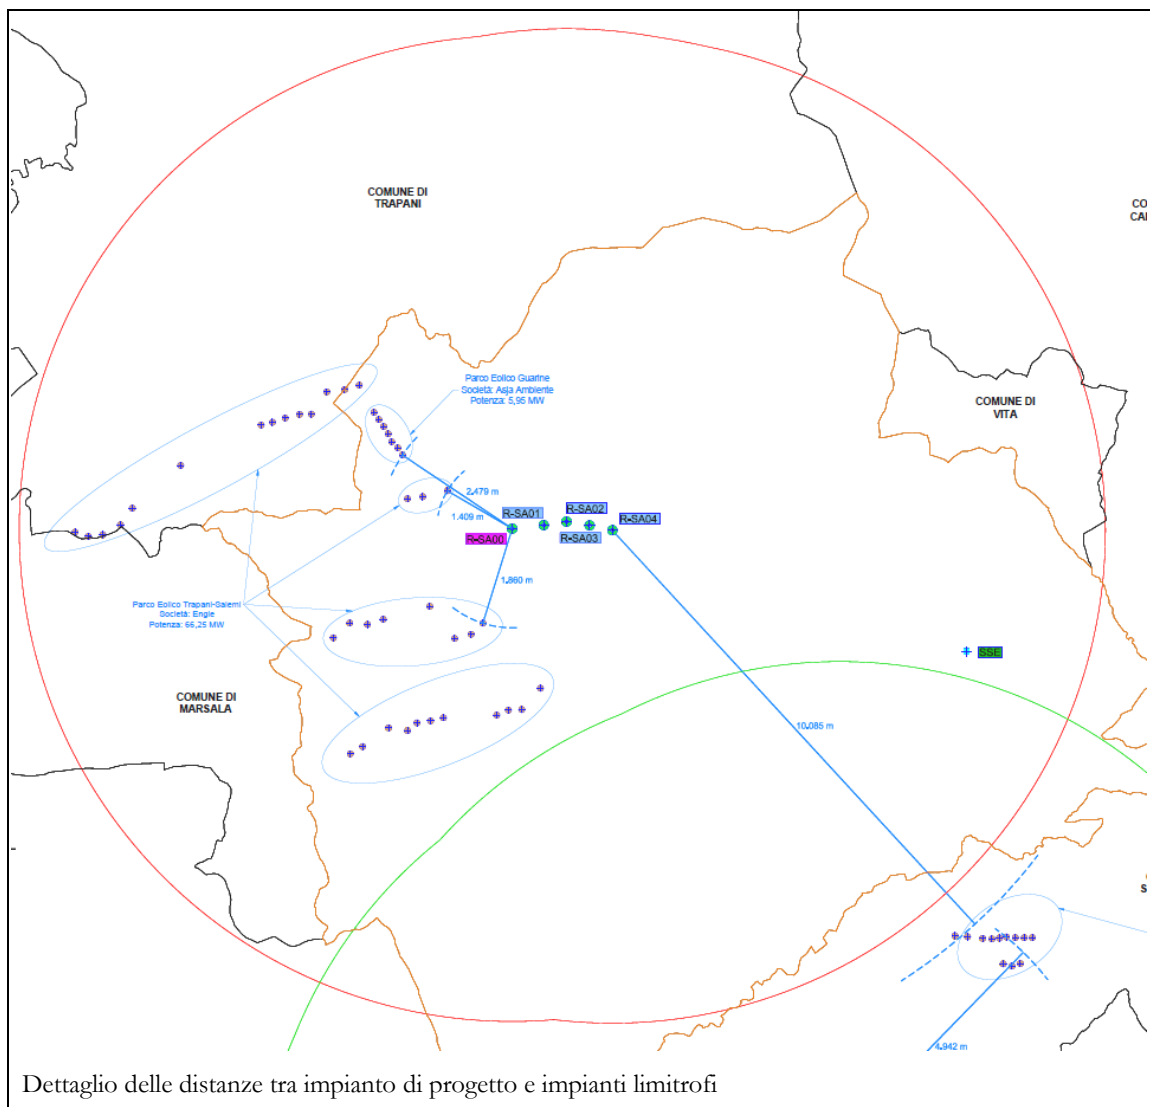 COMUNE DI
TRAPANI
CO
CAL
Parco Eolico Guarine
Società: Asja Ambiente
Potenza: 5,95 MW
COMUNE DI
VITA
2.479 m
1.409 m
R-SA01
R-SA02
R-SA04
R-SA00
R-SA03
1.860 m
Parco Eolico Trapani-Salemi
Società: Engie
Potenza: 66,25 MW
SSE
COMUNE DI
MARSALA
10.085 m
S
4.942 m
Dettaglio delle distanze tra impianto di progetto e impianti limitrofi